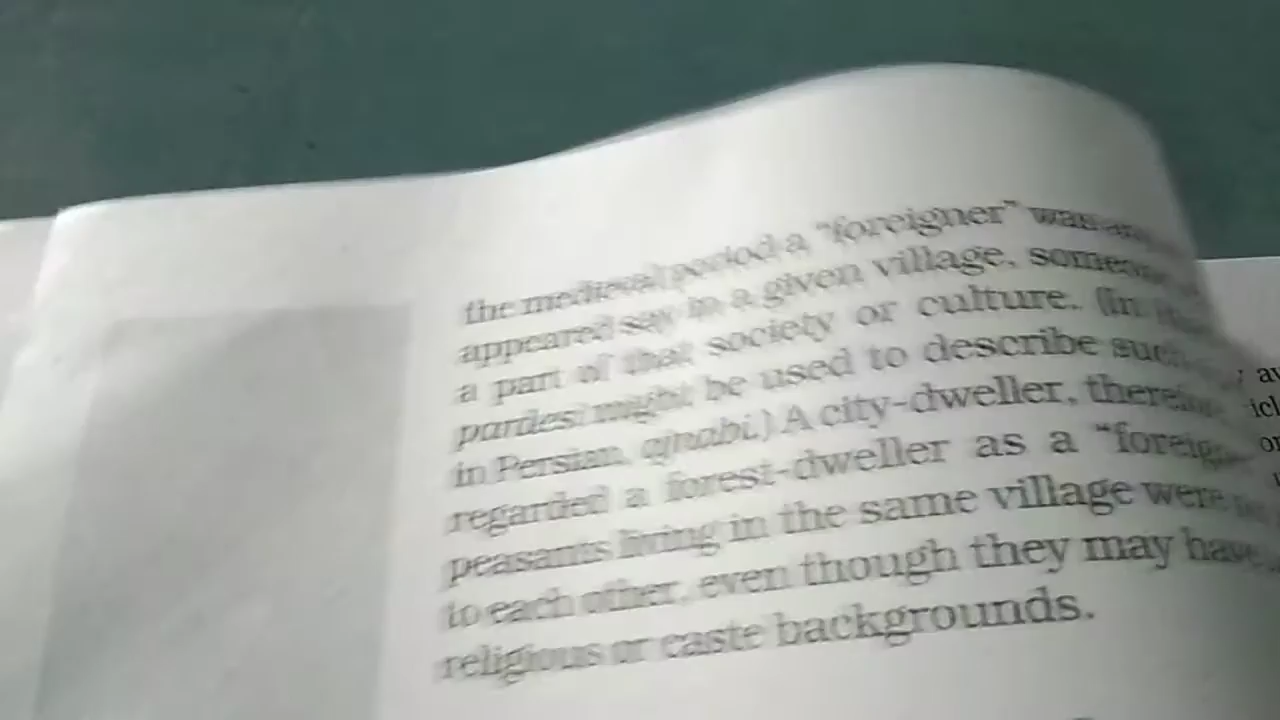 the medieval period a "foreigner" was
appeared say in a given village, someone
a part of that society or culture. (In
pardesi might be used to describe such
in Persian, ajnabi.) A city-dweller,
regarded a forest-dweller as a
peasants living in the same village were
to each other, even though they may have
religious or caste backgrounds.